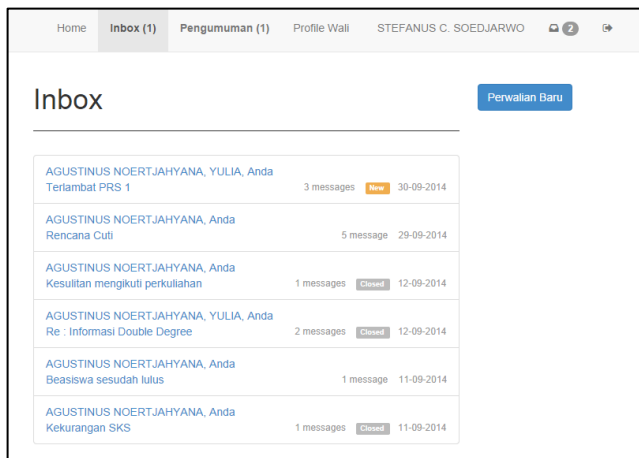 Home Inbox (1) Pengumuman (1) Profile Wali STEFANUS C. SOEDJARWO 2
Inbox
Perwalian Baru
AGUSTINUS NOERTJAHYANA, YULIA, Anda
Terlambat PRS 1 3 messages New 30-09-2014
AGUSTINUS NOERTJAHYANA, Anda
Rencana Cuti 5 message 29-09-2014
AGUSTINUS NOERTJAHYANA, Anda
Kesulitan mengikuti perkuliahan 1 messages Closed 12-09-2014
AGUSTINUS NOERTJAHYANA, YULIA, Anda
Re : Informasi Double Degree 2 messages Closed 12-09-2014
AGUSTINUS NOERTJAHYANA, Anda
Beasiswa sesudah lulus 1 message 11-09-2014
AGUSTINUS NOERTJAHYANA, Anda
Kekurangan SKS 1 messages Closed 11-09-2014